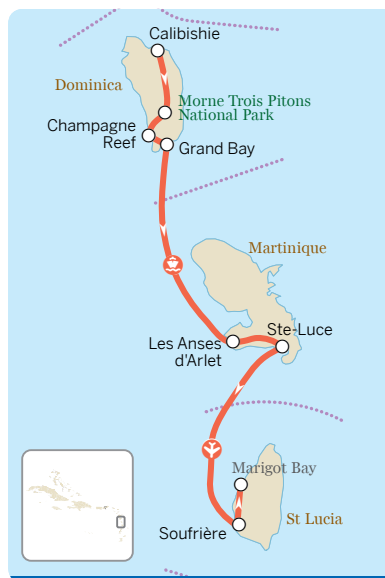 Calibishie
Dominica
Morne Trois Pitons
National Park
Champagne
Reef
Grand Bay
Martinique
Ste-Luce
Les Anses
d'Arlet
Marigot Bay
St Lucia
Soufrière